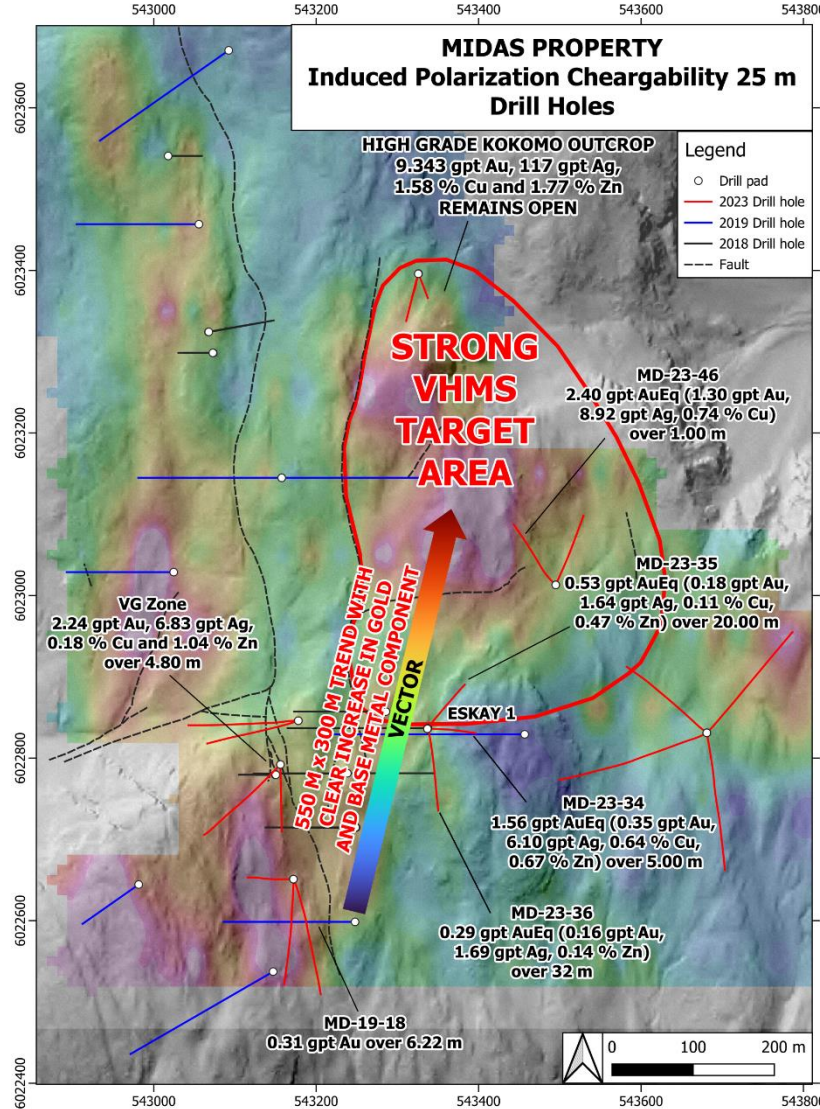 543000
543200
543400
543600
543800
MIDAS PROPERTY
Induced Polarization Cheargability 25 m
Drill Holes
6023600
6023400
6023200
6023000
6022800
6022600
6022400
HIGH GRADE KOKOMO OUTCROP
9.343 gpt Au, 117 gpt Ag,
1.58 % Cu and 1.77 % Zn
REMAINS OPEN
Legend
Drill pad
2023 Drill hole
2019 Drill hole
2018 Drill hole
Fault
STRONG
VHMS
TARGET
AREA
MD-23-46
2.40 gpt AuEq (1.30 gpt Au,
8.92 gpt Ag, 0.74 % Cu)
over 1.00 m
MD-23-35
0.53 gpt AuEq (0.18 gpt Au,
1.64 gpt Ag, 0.11 % Cu,
0.47 % Zn) over 20.00 m
VG Zone
2.24 gpt Au, 6.83 gpt Ag,
0.18 % Cu and 1.04 % Zn
over 4.80 m
550 M x 300 M TREND WITH
CLEAR INCREASE IN GOLD
AND BASE METAL COMPONENT
VECTOR
ESKAY 1
MD-23-34
1.56 gpt AuEq (0.35 gpt Au,
6.10 gpt Ag, 0.64 % Cu,
0.67 % Zn) over 5.00 m
MD-23-36
0.29 gpt AuEq (0.16 gpt Au,
1.69 gpt Ag, 0.14 % Zn)
over 32 m
MD-19-18
0.31 gpt Au over 6.22 m
0 100 200 m
543000
543200
543400
543600
543800